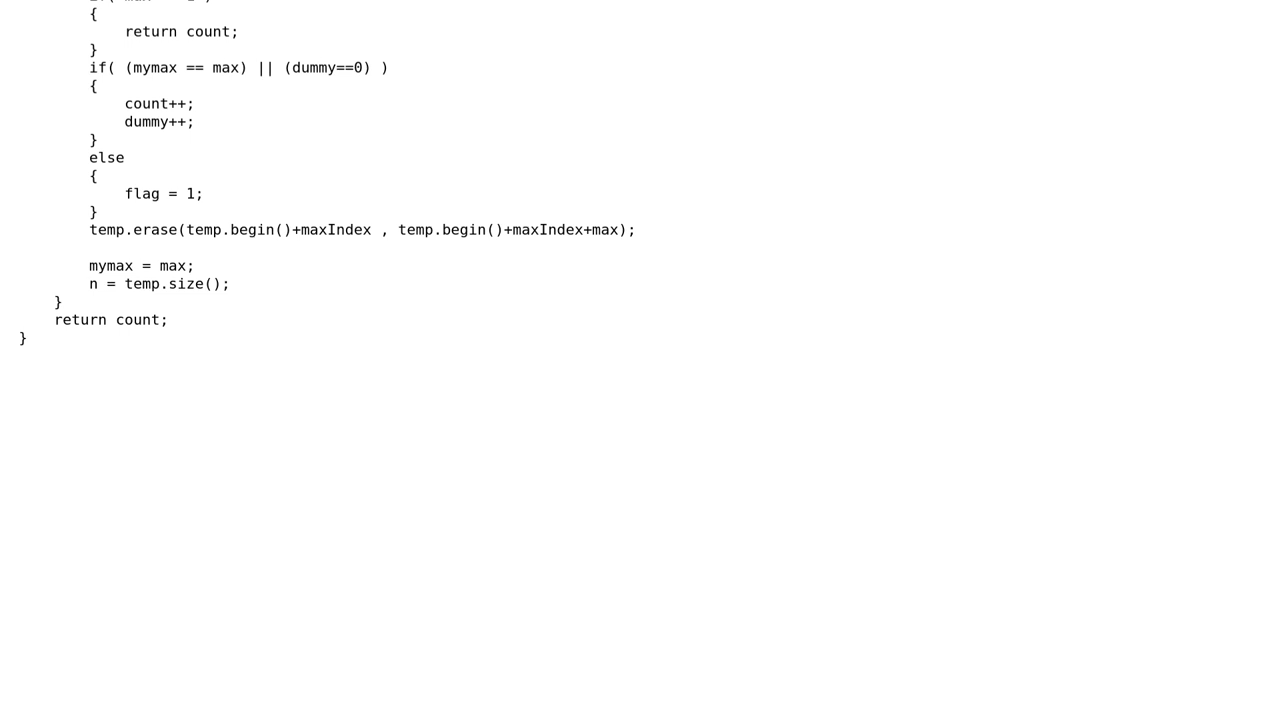 {
return count;
}
if( (mymax == max) || (dummy==0) )
{
count++;
dummy++;
}
else
{
flag = 1;
}
temp.erase(temp.begin()+maxIndex , temp.begin()+maxIndex+max);
mymax = max;
n = temp.size();
}
return count;
}